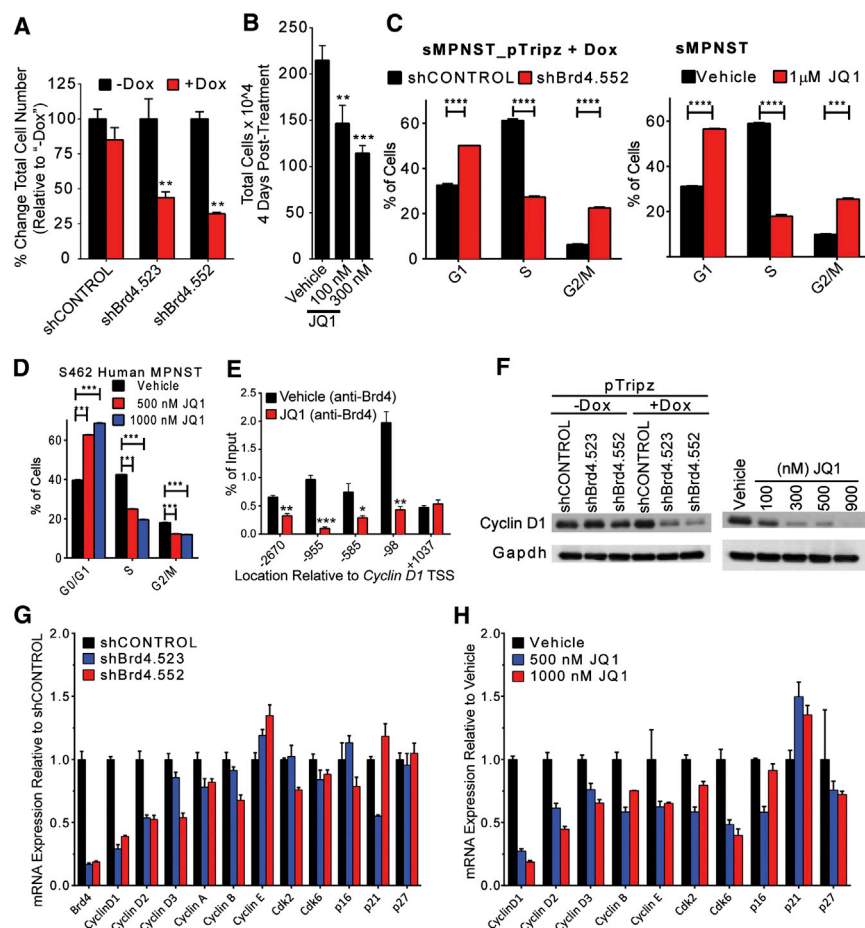 A
-Dox +Dox
% Change Total Cell Number
(Relative to "-Dox")
125
100
75
50
25
0
**
**
shCONTROL
shBrd4.523
shBrd4.552
B
Total Cells x 10^4
4 Days Post-Treatment
250
200
150
100
50
0
**
***
Vehicle
100 nM
300 nM
JQ1
C
sMPNST_pTripz + Dox
shCONTROL shBrd4.552
% of Cells
60
40
20
****
****
****
G1
S
G2/M
sMPNST
Vehicle 1µM JQ1
% of Cells
60
40
20
****
****
***
G1
S
G2/M
D
S462 Human MPNST
Vehicle
500 nM JQ1
1000 nM JQ1
% of Cells
80
60
40
20
0
***
***
***
***
***
***
G0/G1
S
G2/M
E
Vehicle (anti-Brd4)
JQ1 (anti-Brd4)
% of Input
2.5
2.0
1.5
1.0
0.5
0.0
**
***
*
**
-2670
-955
-585
-98
+1037
Location Relative to Cyclin D1 TSS
F
pTripz
-Dox +Dox
shCONTROL
shBrd4.523
shBrd4.552
shCONTROL
shBrd4.523
shBrd4.552
Cyclin D1
Gapdh
Vehicle
(nM) JQ1
100
300
500
900
G
shCONTROL
shBrd4.523
shBrd4.552
mRNA Expression Relative to shCONTROL
2.0
1.5
1.0
0.5
0.0
Brd4
CyclinD1
Cyclin D2
Cyclin D3
Cyclin A
Cyclin B
Cyclin E
Cdk2
Cdk6
p16
p21
p27
H
Vehicle
500 nM JQ1
1000 nM JQ1
mRNA Expression Relative to Vehicle
2.0
1.5
1.0
0.5
0.0
CyclinD1
Cyclin D2
Cyclin D3
Cyclin B
Cyclin E
Cdk2
Cdk6
p16
p21
p27